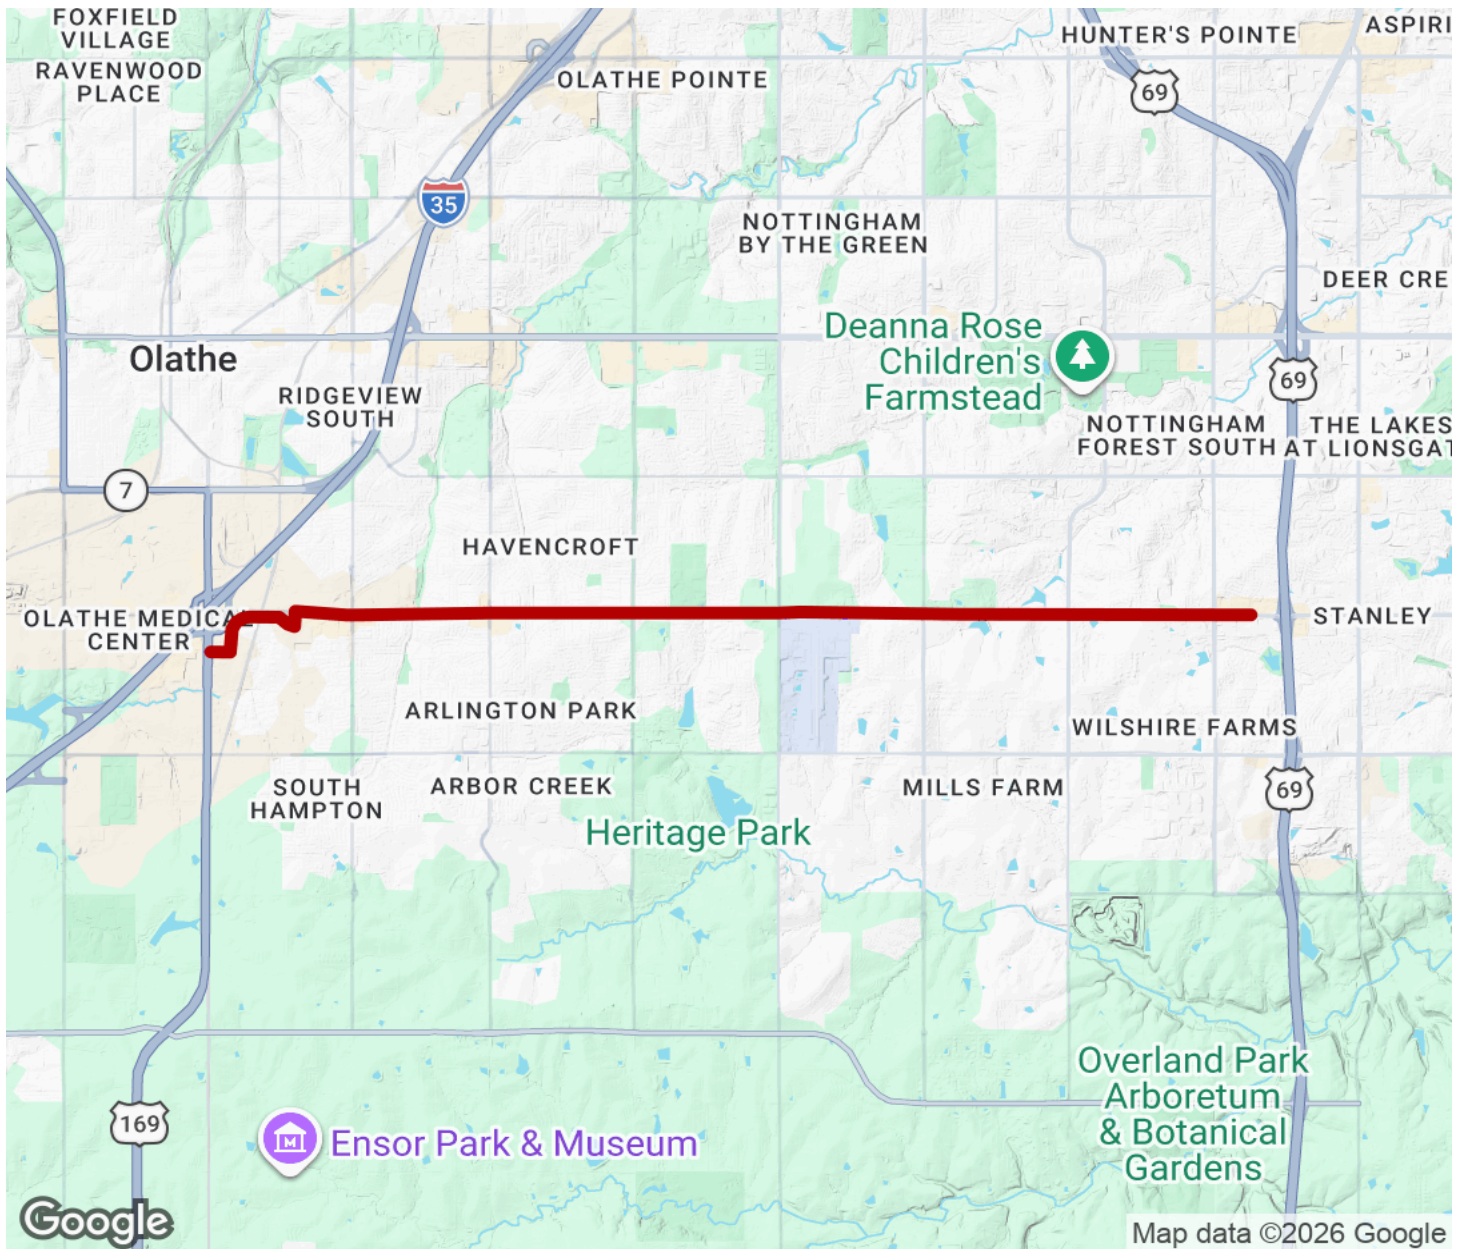 FOXFIELD
VILLAGE
RAVENWOOD
PLACE
OLATHE POINTE
HUNTER'S POINTE
ASPIRI
69
35
NOTTINGHAM
BY THE GREEN
DEER CRE
Olathe
Deanna Rose
Children's
Farmstead
69
RIDGEVIEW
SOUTH
NOTTINGHAM
FOREST SOUTH
THE LAKES
AT LIONSGAT
7
HAVENCROFT
OLATHE MEDICAL
CENTER
STANLEY
ARLINGTON PARK
WILSHIRE FARMS
SOUTH
HAMPTON
ARBOR CREEK
MILLS FARM
69
Heritage Park
Overland Park
Arboretum
& Botanical
Gardens
169
M
Ensor Park & Museum
Google
Map data ©2026 Google